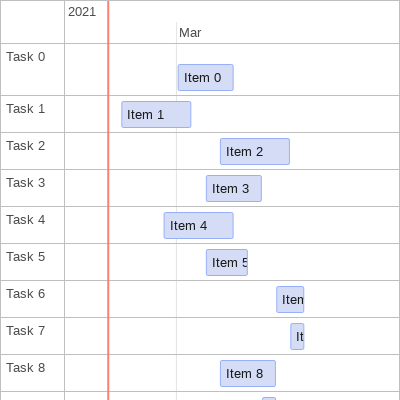 2021
Mar
Task 0
Item 0
Task 1
Item 1
Task 2
Item 2
Task 3
Item 3
Task 4
Item 4
Task 5
Item 5
Task 6
Item
Task 7
It
Task 8
Item 8